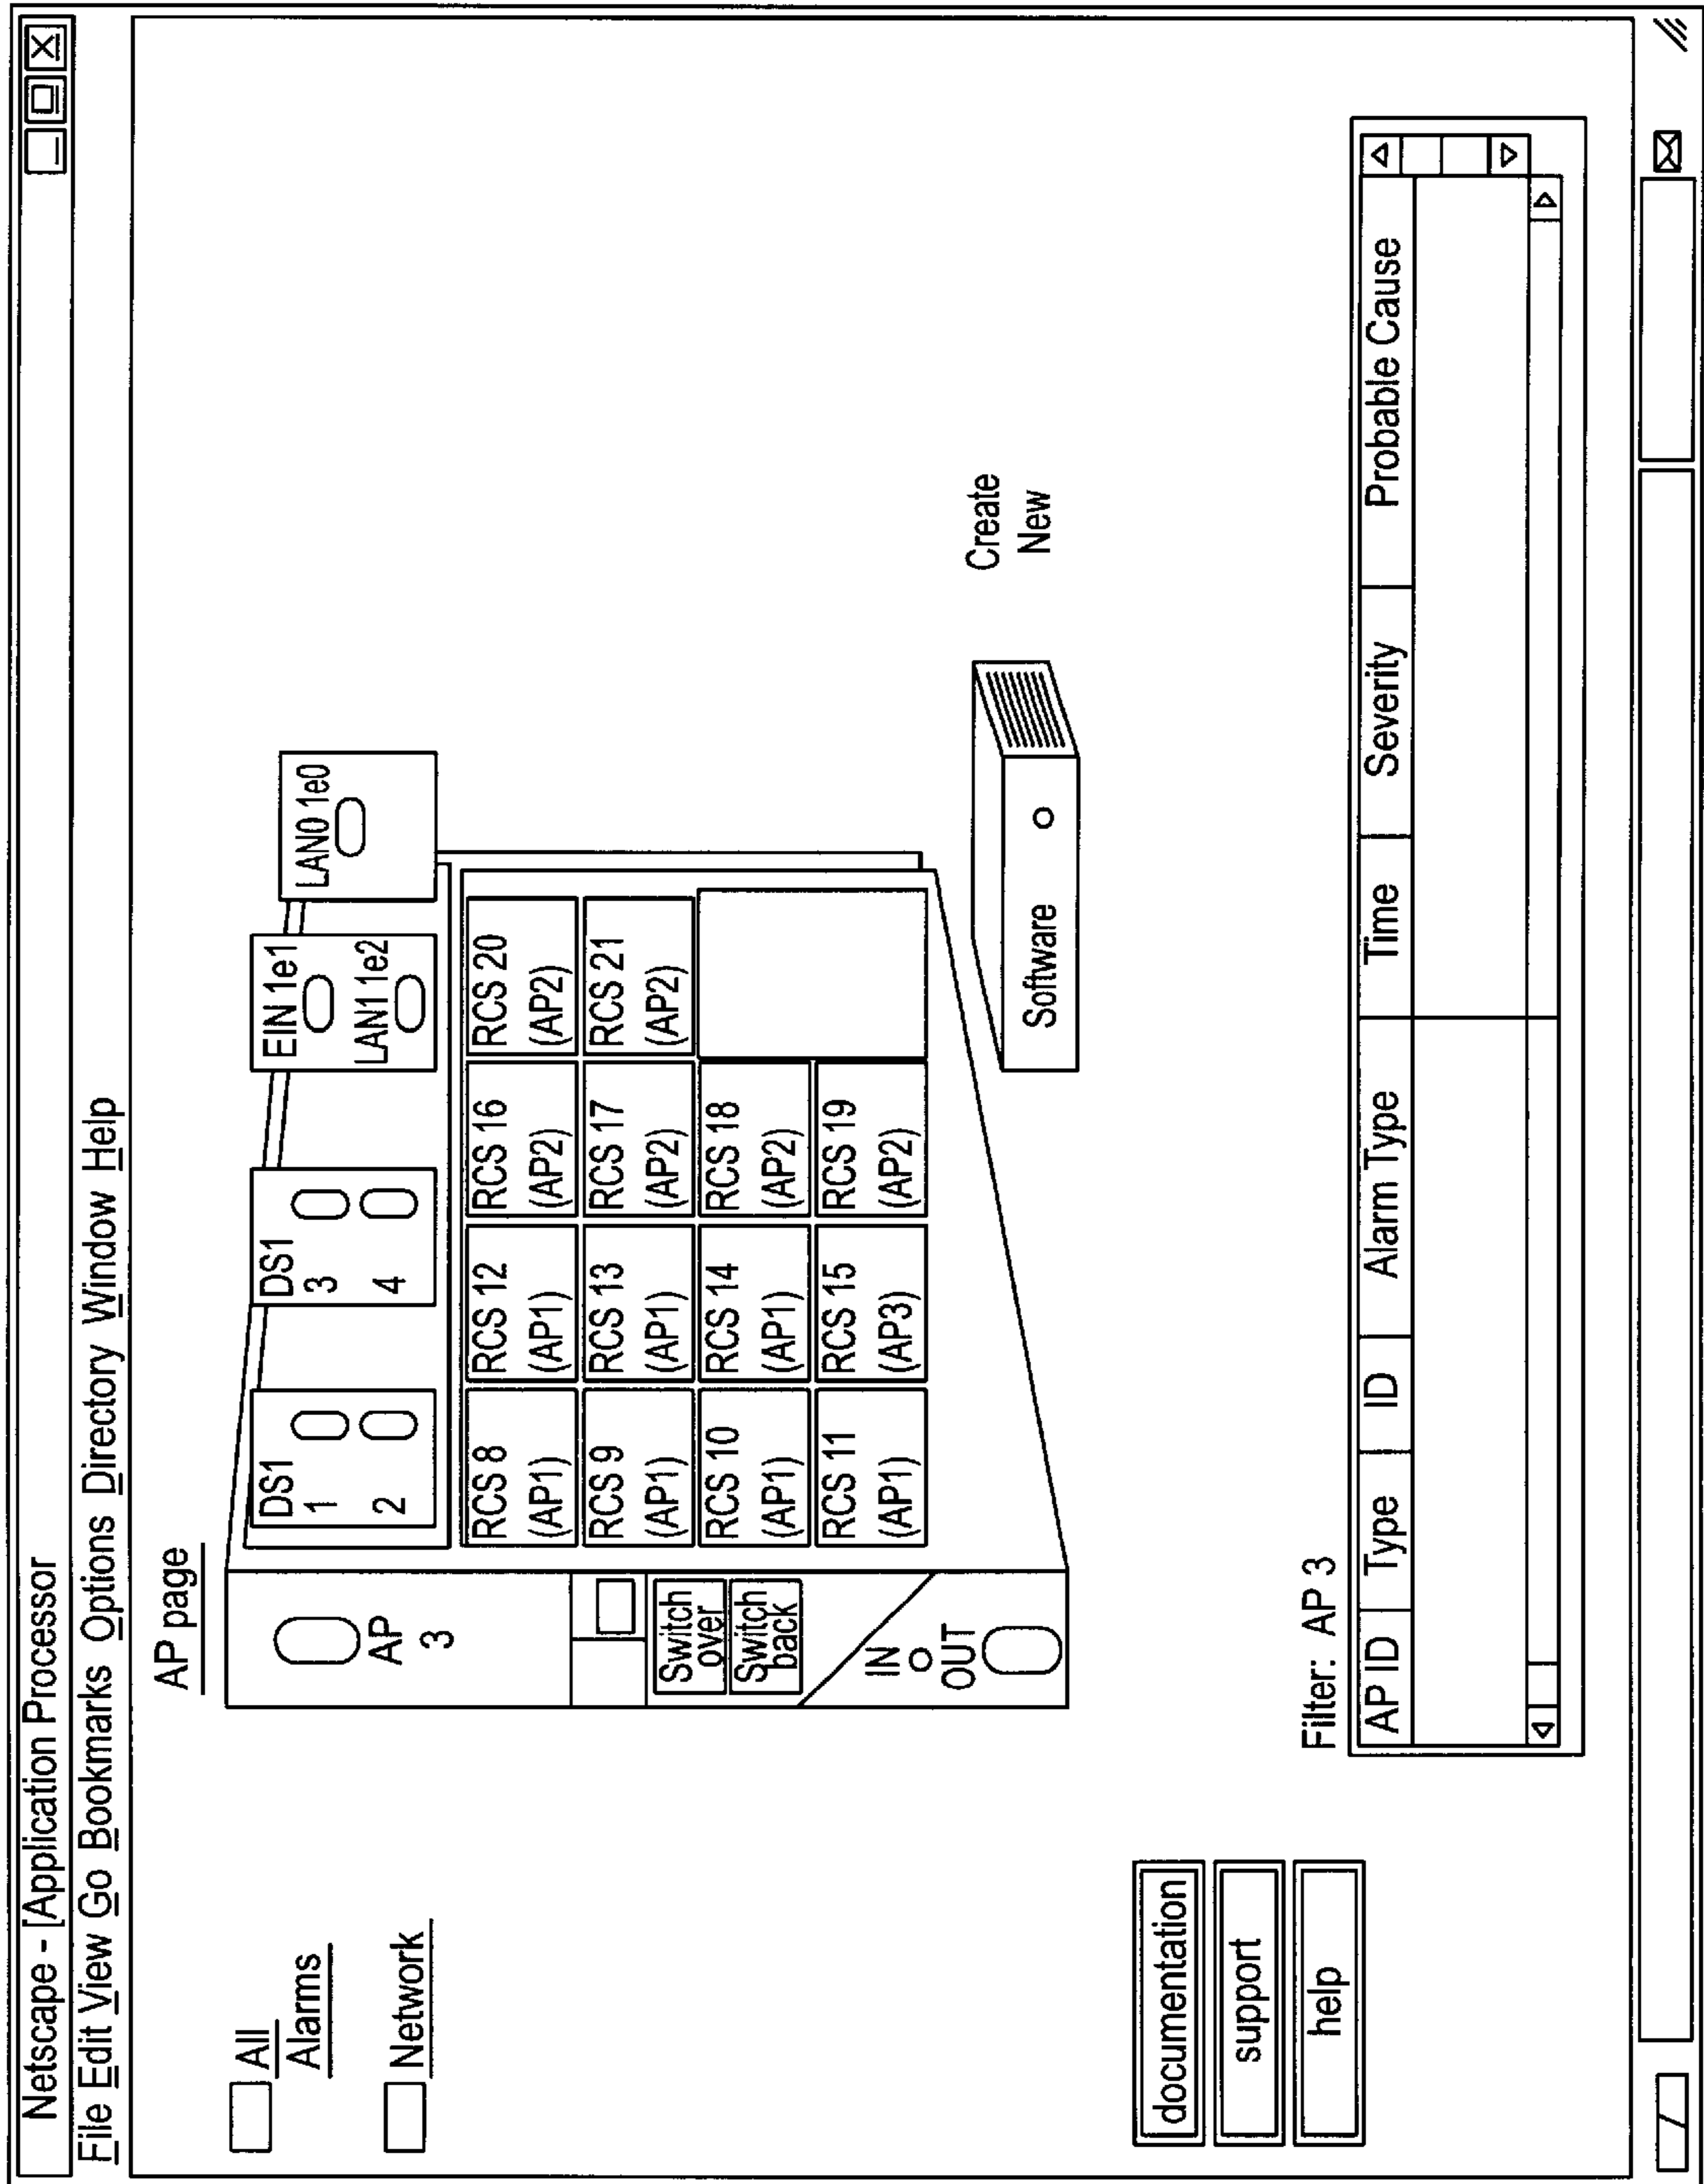 Netscape - [Application Processor
File Edit View Go Bookmarks Options Directory Window Help
All
Alarms
Network
AP page
AP
3
Switch
over
Switch
back
IN
OUT
DS1
1
2
DS1
3
4
EIN 1e1
LAN1 1e2
LAN0 1e0
RCS 8
(AP1)
RCS 12
(AP1)
RCS 16
(AP2)
RCS 20
(AP2)
RCS 9
(AP1)
RCS 13
(AP1)
RCS 17
(AP2)
RCS 21
(AP2)
RCS 10
(AP1)
RCS 14
(AP1)
RCS 18
(AP2)
RCS 11
(AP1)
RCS 15
(AP3)
RCS 19
(AP2)
Software
Create
New
documentation
support
help
Filter: AP 3
AP ID Type ID Alarm Type Time Severity Probable Cause